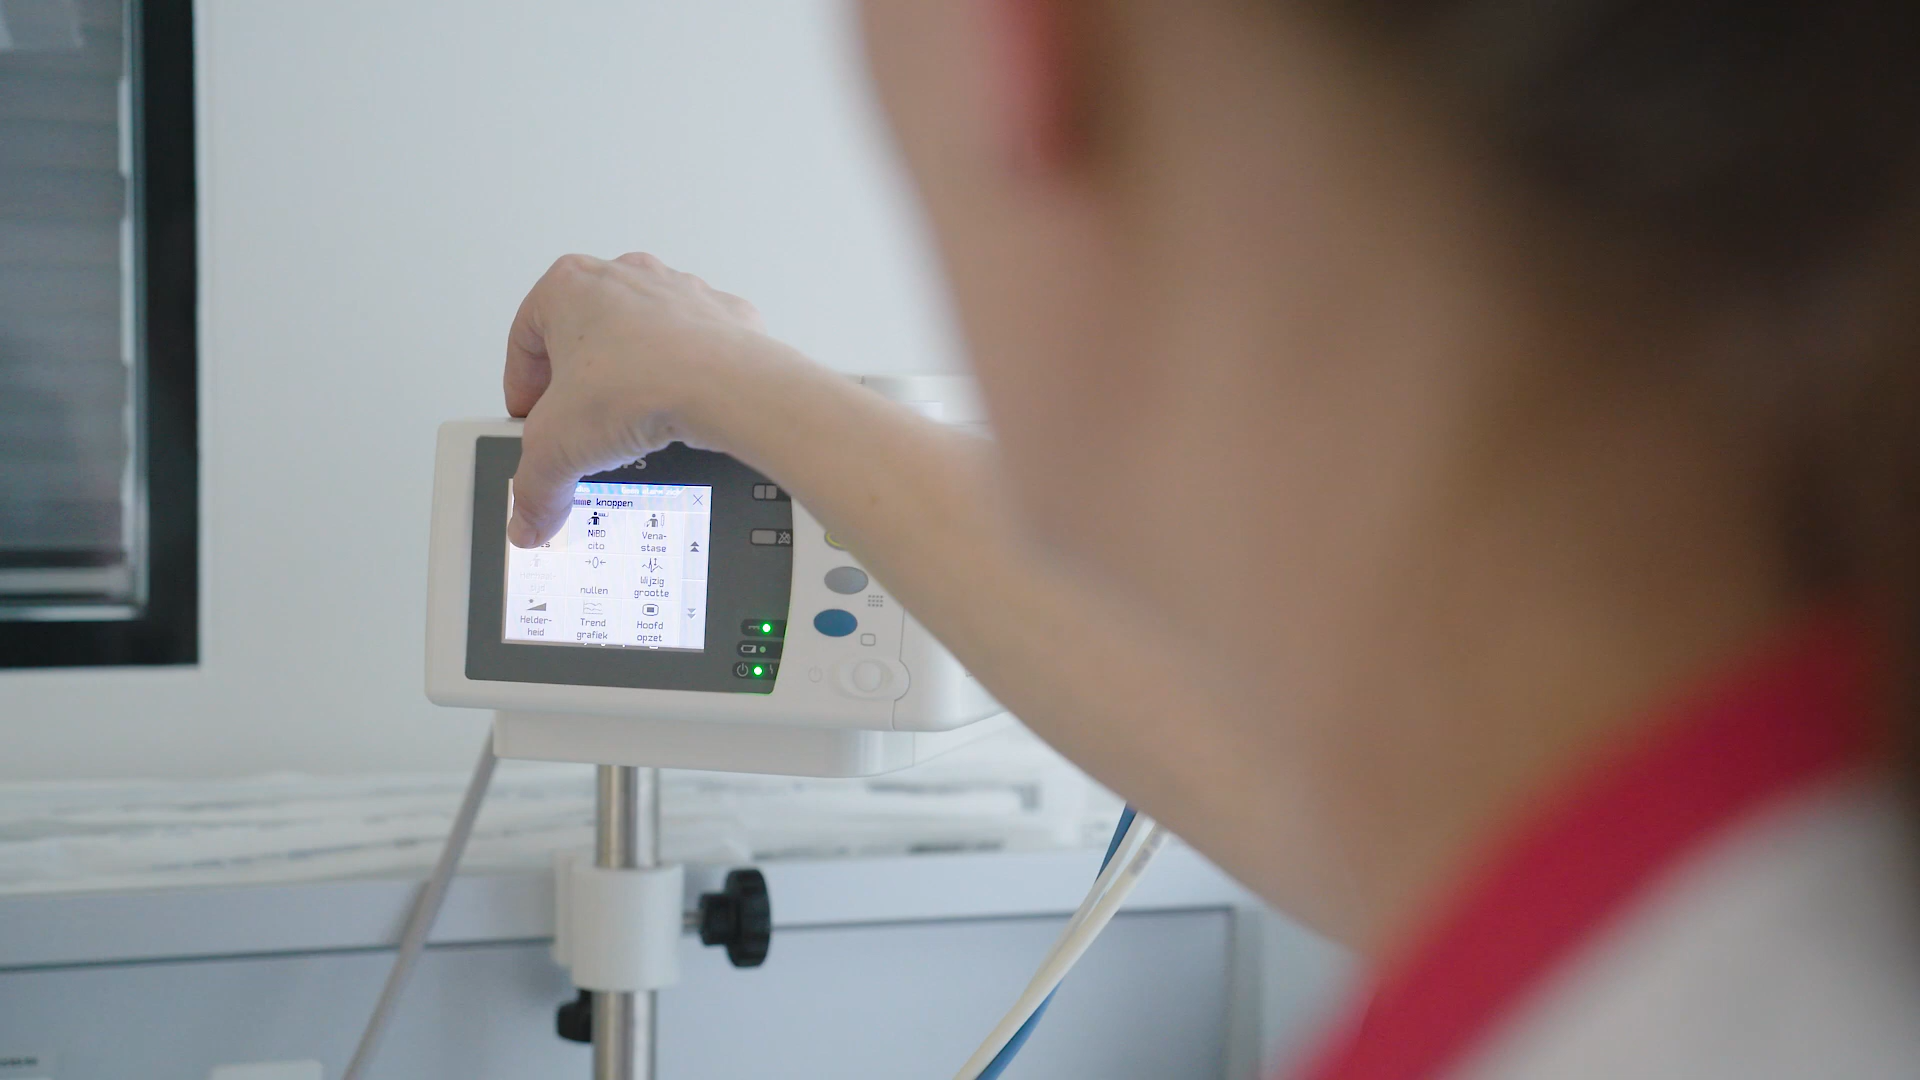 knoppen
NiBD
cito
Vena-
stase
nullen
Wijzig
grootte
Helder-
heid
Trend
grafiek
Hoofd
opzet